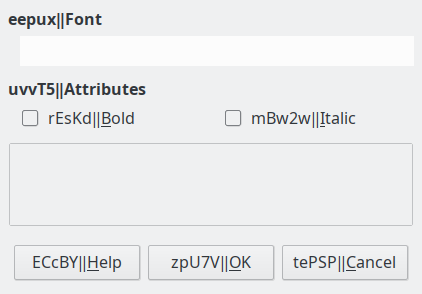 eepux‖Font
uvvT5‖Attributes
rEsKd‖Bold mBw2w‖Italic
ECcBY‖Help zpU7V‖OK tePSP‖Cancel